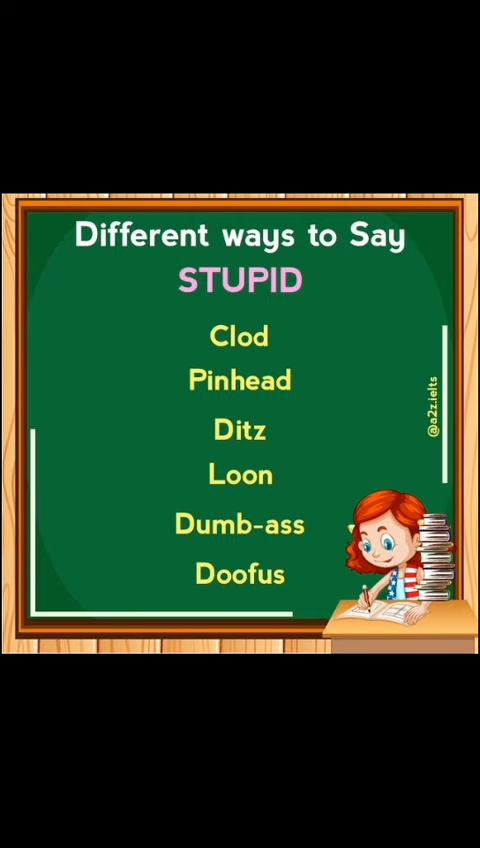 Different ways to Say
STUPID
Clod
Pinhead
Ditz
Loon
Dumb-ass
Doofus
@a2z.ielts